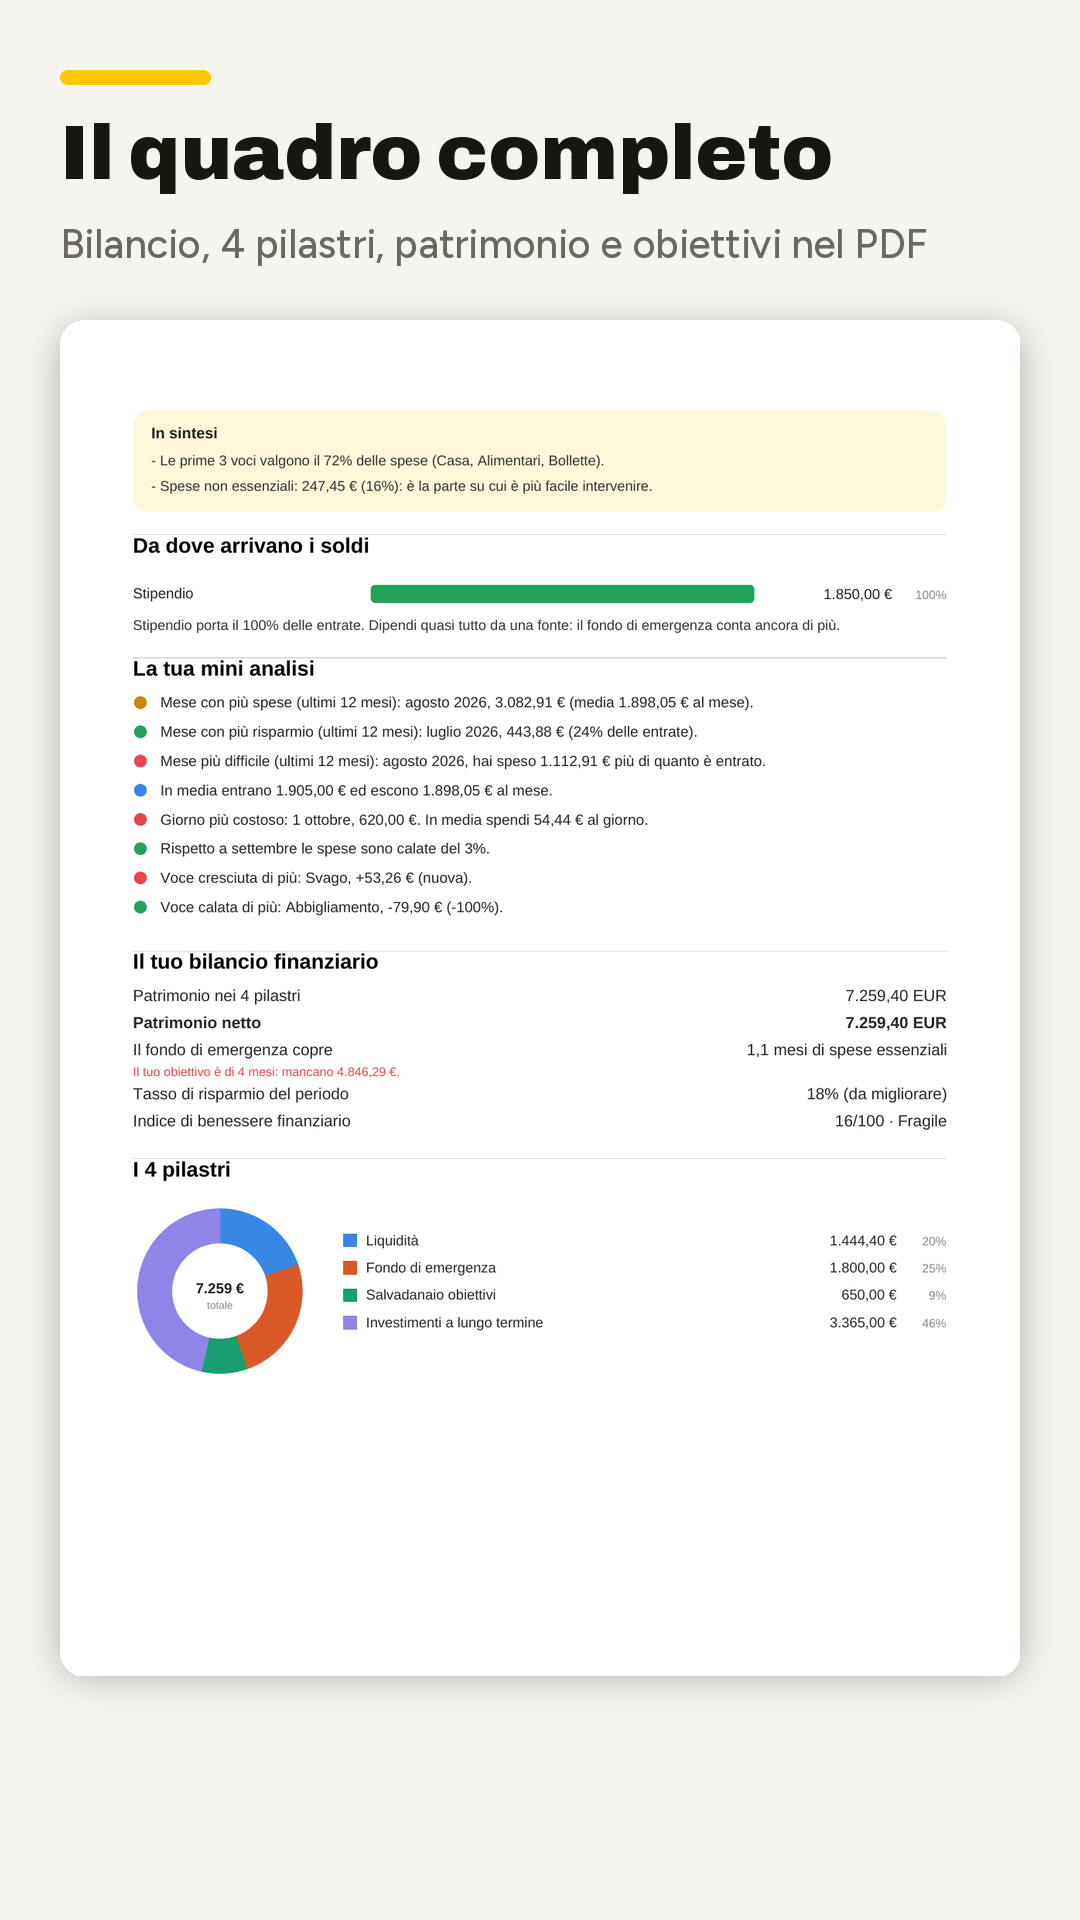 Il quadro completo
Bilancio, 4 pilastri, patrimonio e obiettivi nel PDF
In sintesi
- Le prime 3 voci valgono il 72% delle spese (Casa, Alimentari, Bollette).
- Spese non essenziali: 247,45 € (16%): è la parte su cui è più facile intervenire.
Da dove arrivano i soldi
Stipendio 1.850,00 € 100%
Stipendio porta il 100% delle entrate. Dipendi quasi tutto da una fonte: il fondo di emergenza conta ancora di più.
La tua mini analisi
Mese con più spese (ultimi 12 mesi): agosto 2026, 3.082,91 € (media 1.898,05 € al mese).
Mese con più risparmio (ultimi 12 mesi): luglio 2026, 443,88 € (24% delle entrate).
Mese più difficile (ultimi 12 mesi): agosto 2026, hai speso 1.112,91 € più di quanto è entrato.
In media entrano 1.905,00 € ed escono 1.898,05 € al mese.
Giorno più costoso: 1 ottobre, 620,00 €. In media spendi 54,44 € al giorno.
Rispetto a settembre le spese sono calate del 3%.
Voce cresciuta di più: Svago, +53,26 € (nuova).
Voce calata di più: Abbigliamento, -79,90 € (-100%).
Il tuo bilancio finanziario
Patrimonio nei 4 pilastri 7.259,40 EUR
Patrimonio netto 7.259,40 EUR
Il fondo di emergenza copre 1,1 mesi di spese essenziali
Il tuo obiettivo è di 4 mesi: mancano 4.846,29 €.
Tasso di risparmio del periodo 18% (da migliorare)
Indice di benessere finanziario 16/100 · Fragile
I 4 pilastri
7.259 €
totale
Liquidità 1.444,40 € 20%
Fondo di emergenza 1.800,00 € 25%
Salvadanaio obiettivi 650,00 € 9%
Investimenti a lungo termine 3.365,00 € 46%